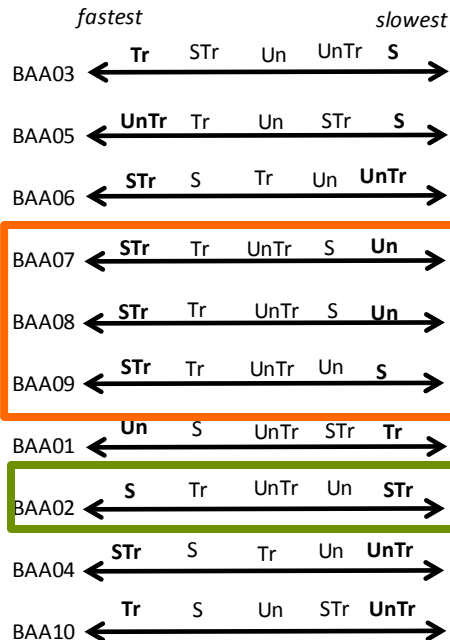 fastest slowest
Tr STr Un UnTr S
BAA03
UnTr Tr Un STr S
BAA05
STr S Tr Un UnTr
BAA06
STr Tr UnTr S Un
BAA07
STr Tr UnTr S Un
BAA08
STr Tr UnTr Un S
BAA09
Un S UnTr STr Tr
BAA01
S Tr UnTr Un STr
BAA02
STr S Tr Un UnTr
BAA04
Tr S Un STr UnTr
BAA10